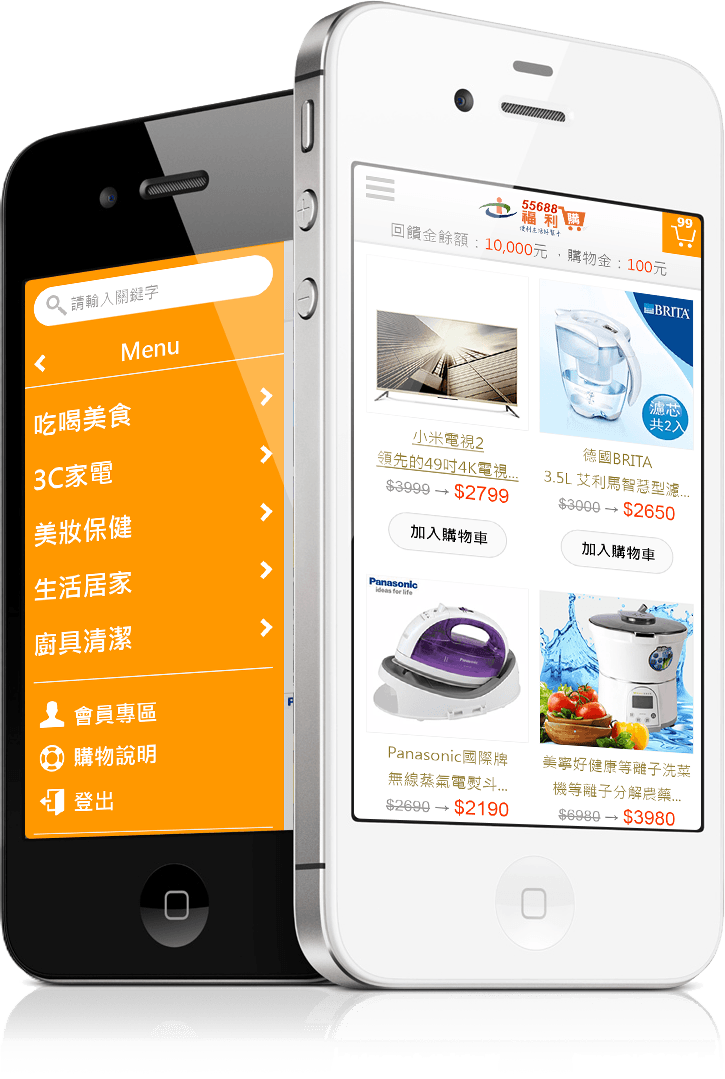 請輸入關鍵字
Menu
吃喝美食
3C家電
美妝保健
生活居家
廚具清潔
會員專區
購物說明
登出
55688
福利購
便利生活好幫手
99
回饋金餘額：10,000元，購物金：100元
BRITA
濾芯
共2入
小米電視2
領先的49吋4K電視...
$3999→$2799
加入購物車
德國BRITA
3.5L 艾利馬智慧型濾...
$3000→$2650
加入購物車
Panasonic
ideas for life
Panasonic國際牌
無線蒸氣電熨斗...
$2690→$2190
美寧好健康等離子洗菜
機等離子分解農藥...
$6980→$3980